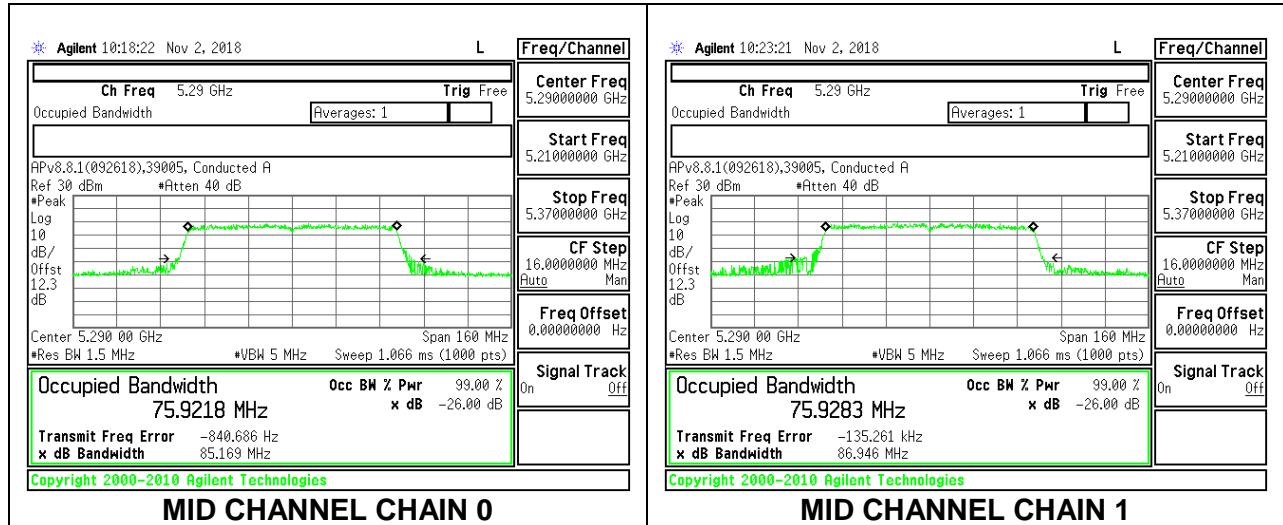 Agilent 10:18:22 Nov 2, 2018 L Freq/Channel
Ch Freq 5.29 GHz Trig Free
Occupied Bandwidth Averages: 1
Center Freq
5.29000000 GHz
Start Freq
5.21000000 GHz
APv8.8.1(092618),39005, Conducted A
Ref 30 dBm #Atten 40 dB
#Peak
Log
10
dB/
Offst
12.3
dB
Stop Freq
5.37000000 GHz
CF Step
16.0000000 MHz
Auto Man
Freq Offset
0.00000000 Hz
Center 5.290 00 GHz Span 160 MHz
#Res BW 1.5 MHz #VBW 5 MHz Sweep 1.066 ms (1000 pts)
Signal Track
On Off
Occupied Bandwidth Occ BW % Pwr 99.00 %
75.9218 MHz x dB -26.00 dB
Transmit Freq Error -840.686 Hz
x dB Bandwidth 85.169 MHz
Copyright 2000-2010 Agilent Technologies
MID CHANNEL CHAIN 0
Agilent 10:23:21 Nov 2, 2018 L Freq/Channel
Ch Freq 5.29 GHz Trig Free
Occupied Bandwidth Averages: 1
Center Freq
5.29000000 GHz
Start Freq
5.21000000 GHz
APv8.8.1(092618),39005, Conducted A
Ref 30 dBm #Atten 40 dB
#Peak
Log
10
dB/
Offst
12.3
dB
Stop Freq
5.37000000 GHz
CF Step
16.0000000 MHz
Auto Man
Freq Offset
0.00000000 Hz
Center 5.290 00 GHz Span 160 MHz
#Res BW 1.5 MHz #VBW 5 MHz Sweep 1.066 ms (1000 pts)
Signal Track
On Off
Occupied Bandwidth Occ BW % Pwr 99.00 %
75.9283 MHz x dB -26.00 dB
Transmit Freq Error -135.261 kHz
x dB Bandwidth 86.946 MHz
Copyright 2000-2010 Agilent Technologies
MID CHANNEL CHAIN 1